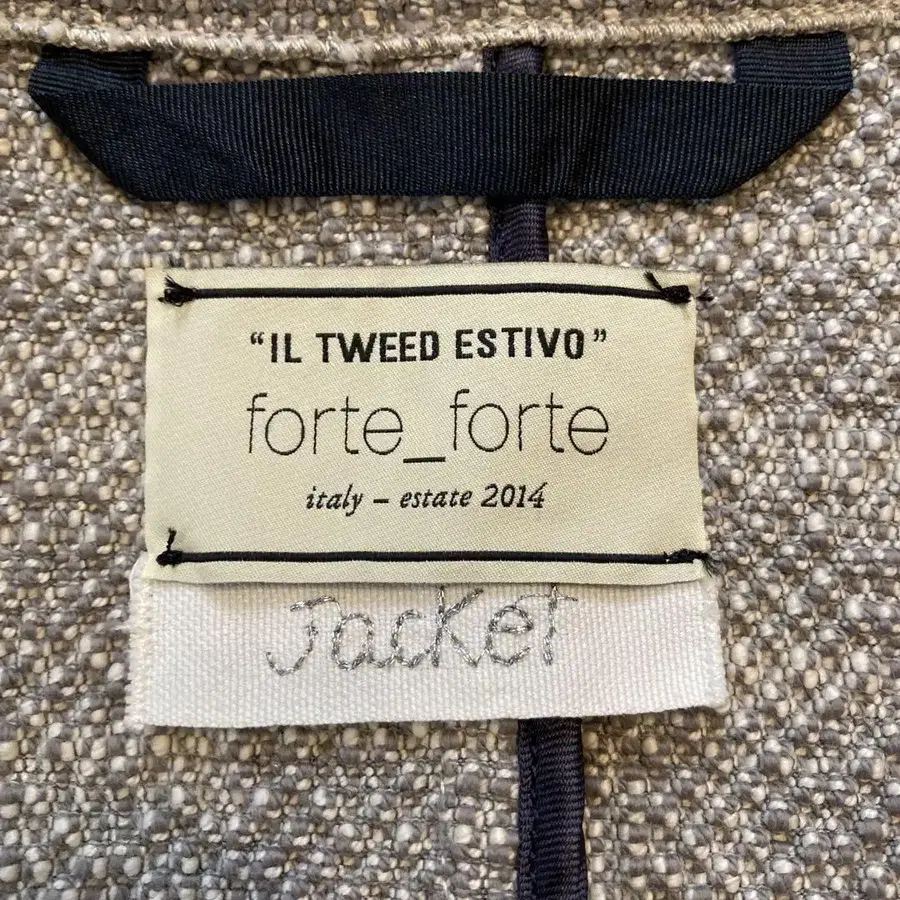 “IL TWEED ESTIVO”
forte_forte
italy – estate 2014
Jacket